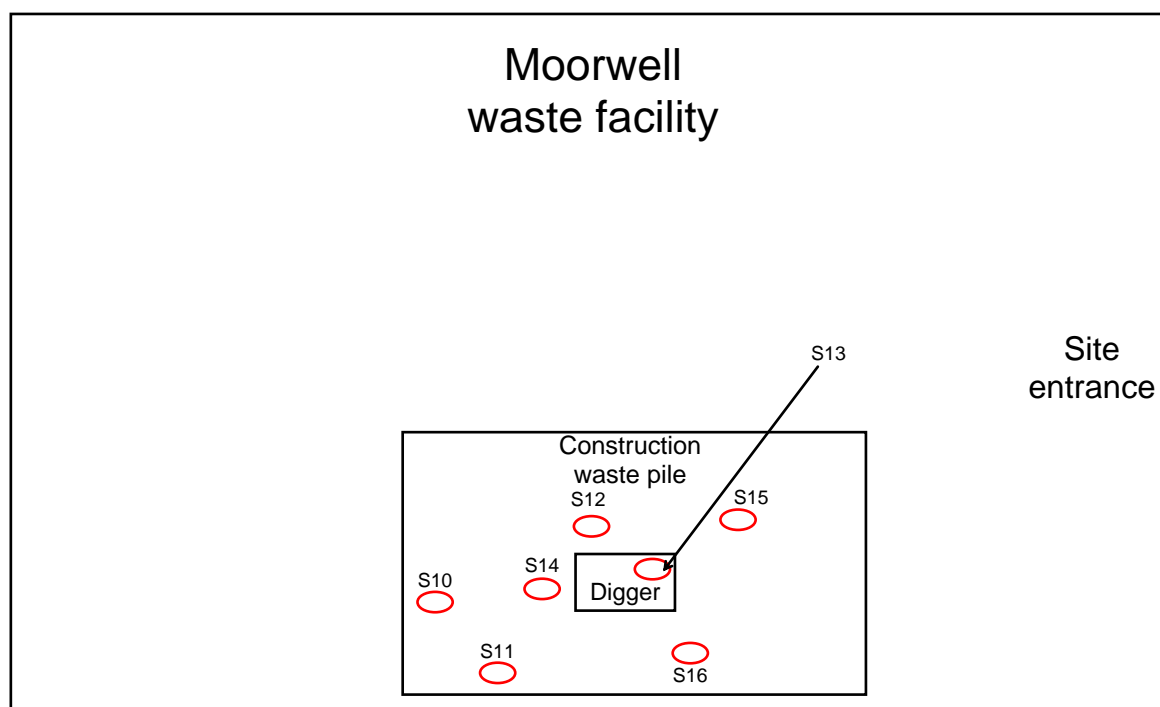 Moorwell
waste facility
S13
Site
entrance
Construction
waste pile
S12
S15
S14
S10
Digger
S11
S16